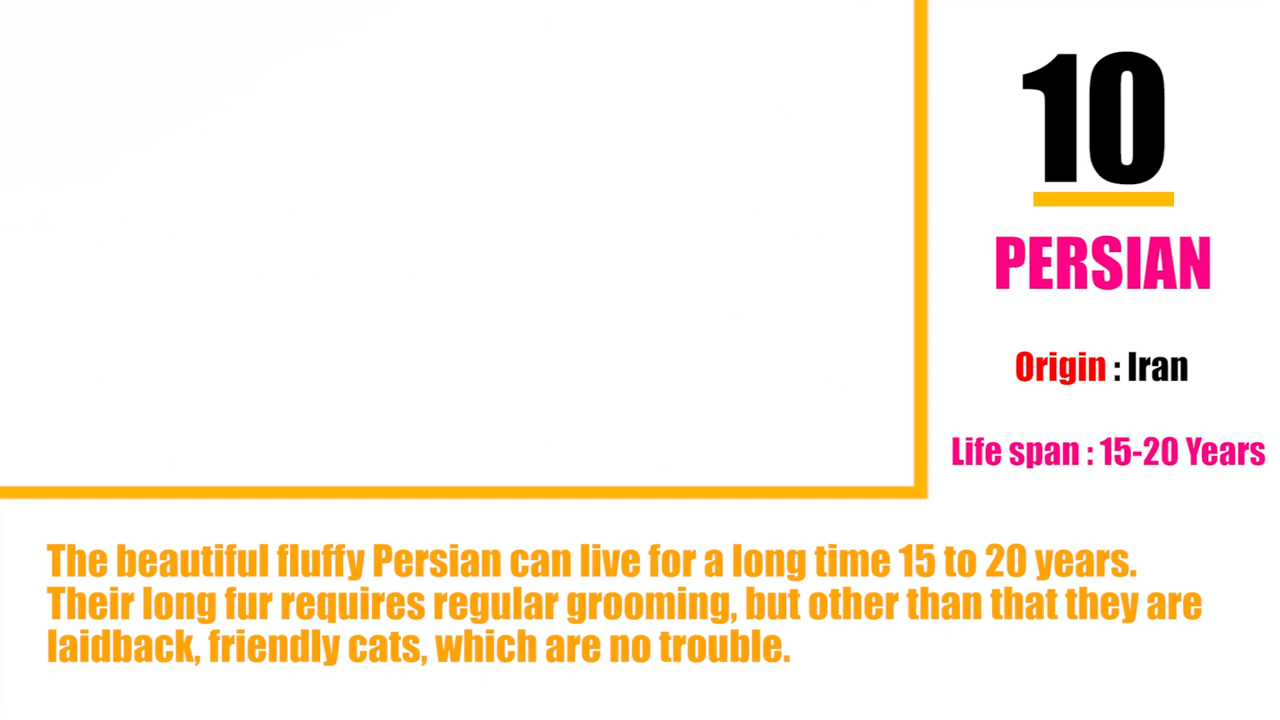 10
PERSIAN
Origin : Iran
Life span : 15-20 Years
The beautiful fluffy Persian can live for a long time 15 to 20 years.
Their long fur requires regular grooming, but other than that they are
laidback, friendly cats, which are no trouble.